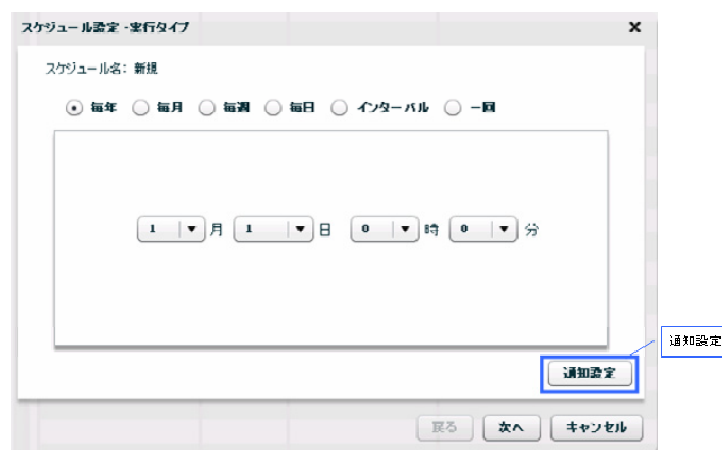 スケジュール設定 -実行タイプ
スケジュール名: 新規
毎年 毎月 毎週 毎日 インターバル 一回
1 月 1 日 0 時 0 分
通知設定
通知設定
戻る 次へ キャンセル